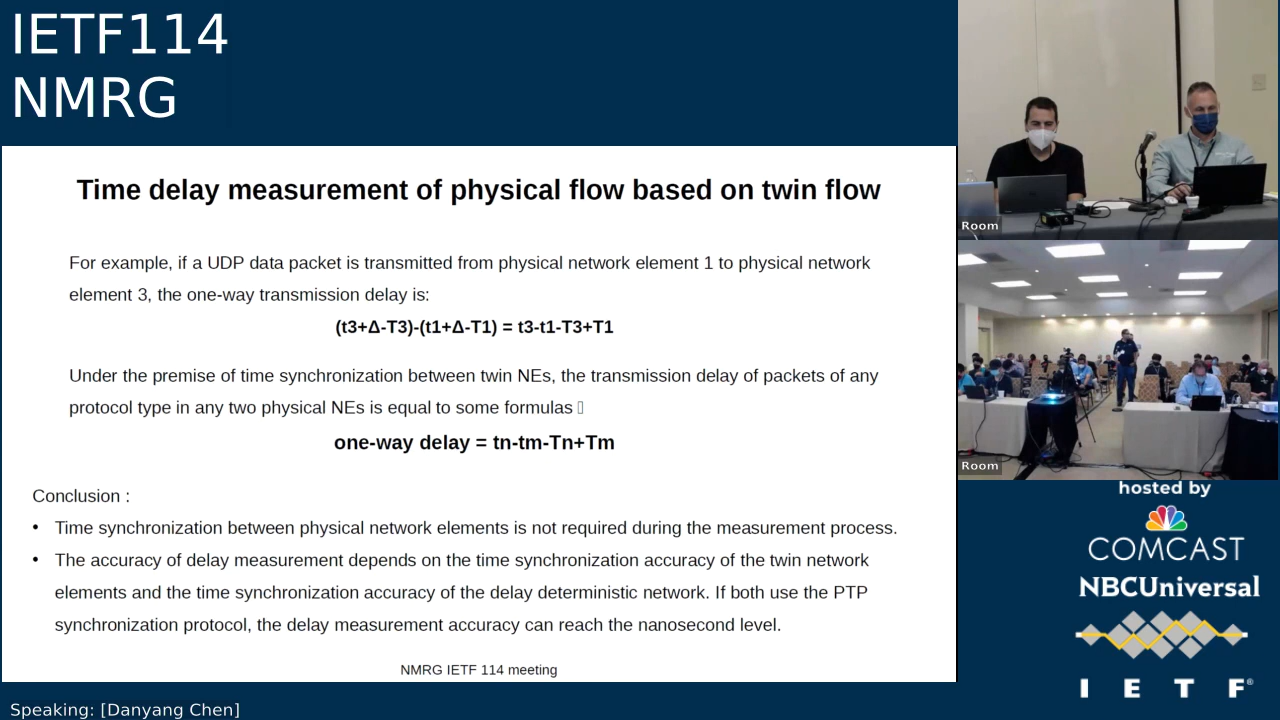 IETF114
NMRG
Time delay measurement of physical flow based on twin flow
For example, if a UDP data packet is transmitted from physical network element 1 to physical network
element 3, the one-way transmission delay is:
(t3+Δ-T3)-(t1+Δ-T1) = t3-t1-T3+T1
Under the premise of time synchronization between twin NEs, the transmission delay of packets of any
protocol type in any two physical NEs is equal to some formulas
one-way delay = tn-tm-Tn+Tm
Conclusion :
• Time synchronization between physical network elements is not required during the measurement process.
• The accuracy of delay measurement depends on the time synchronization accuracy of the twin network
elements and the time synchronization accuracy of the delay deterministic network. If both use the PTP
synchronization protocol, the delay measurement accuracy can reach the nanosecond level.
NMRG IETF 114 meeting
Speaking: [Danyang Chen]
Room
Room
hosted by
COMCAST
NBCUniversal
I E T F®